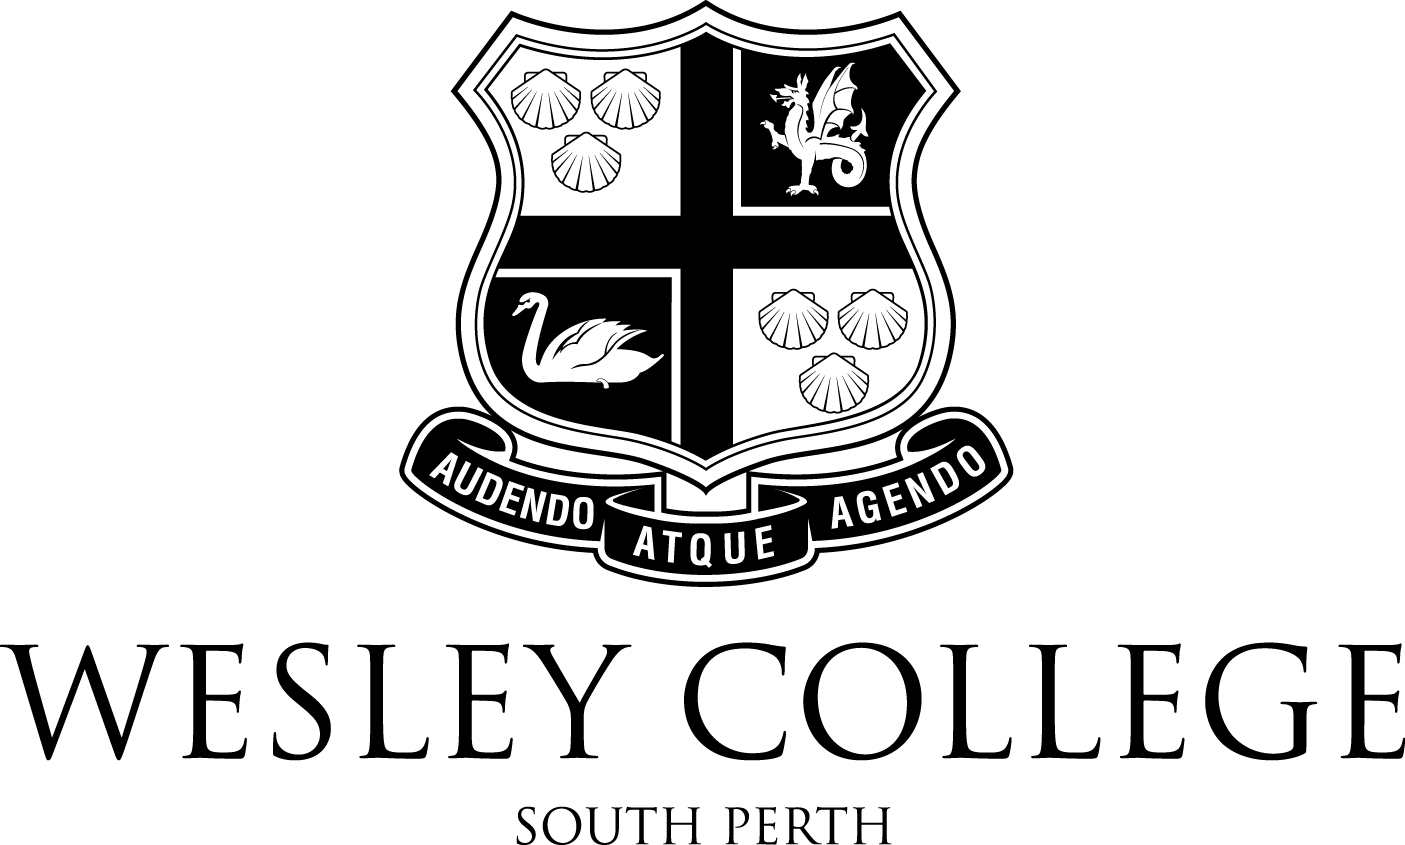 AUDENDO ATQUE AGENDO
WESLEY COLLEGE
SOUTH PERTH